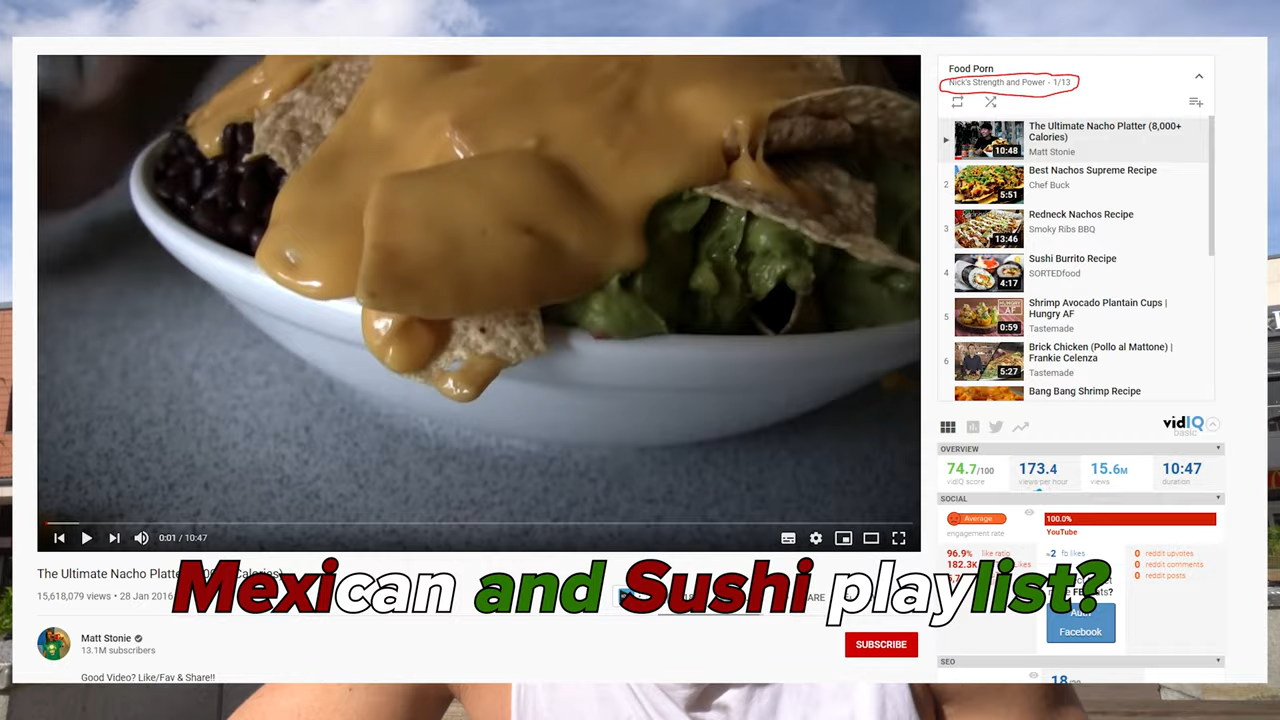 Food Porn
Nick's Strength and Power - 1/13
The Ultimate Nacho Platter (8,000+
Calories)
Matt Stonie
10:48
2
Best Nachos Supreme Recipe
Chef Buck
5:51
3
Redneck Nachos Recipe
Smoky Ribs BBQ
13:46
4
Sushi Burrito Recipe
SORTEDfood
4:17
5
Shrimp Avocado Plantain Cups |
Hungry AF
Tastemade
0:59
6
Brick Chicken (Pollo al Mattone) |
Frankie Celenza
Tastemade
5:27
Bang Bang Shrimp Recipe
vidIQ
basic
OVERVIEW
74.7/100
vidIQ score
173.4
views per hour
15.6M
views
10:47
duration
SOCIAL
Average
engagement rate
100.0%
YouTube
96.9% like ratio
182.3K likes
2 fb likes
0 reddit upvotes
0 reddit comments
0 reddit posts
Facebook
SEO
18/20
0:01 / 10:47
The Ultimate Nacho
15,618,079 views • 28 Jan 2016
Mexican and Sushi playlist?
Matt Stonie
13.1M subscribers
SUBSCRIBE
Good Video? Like/Fav & Share!!